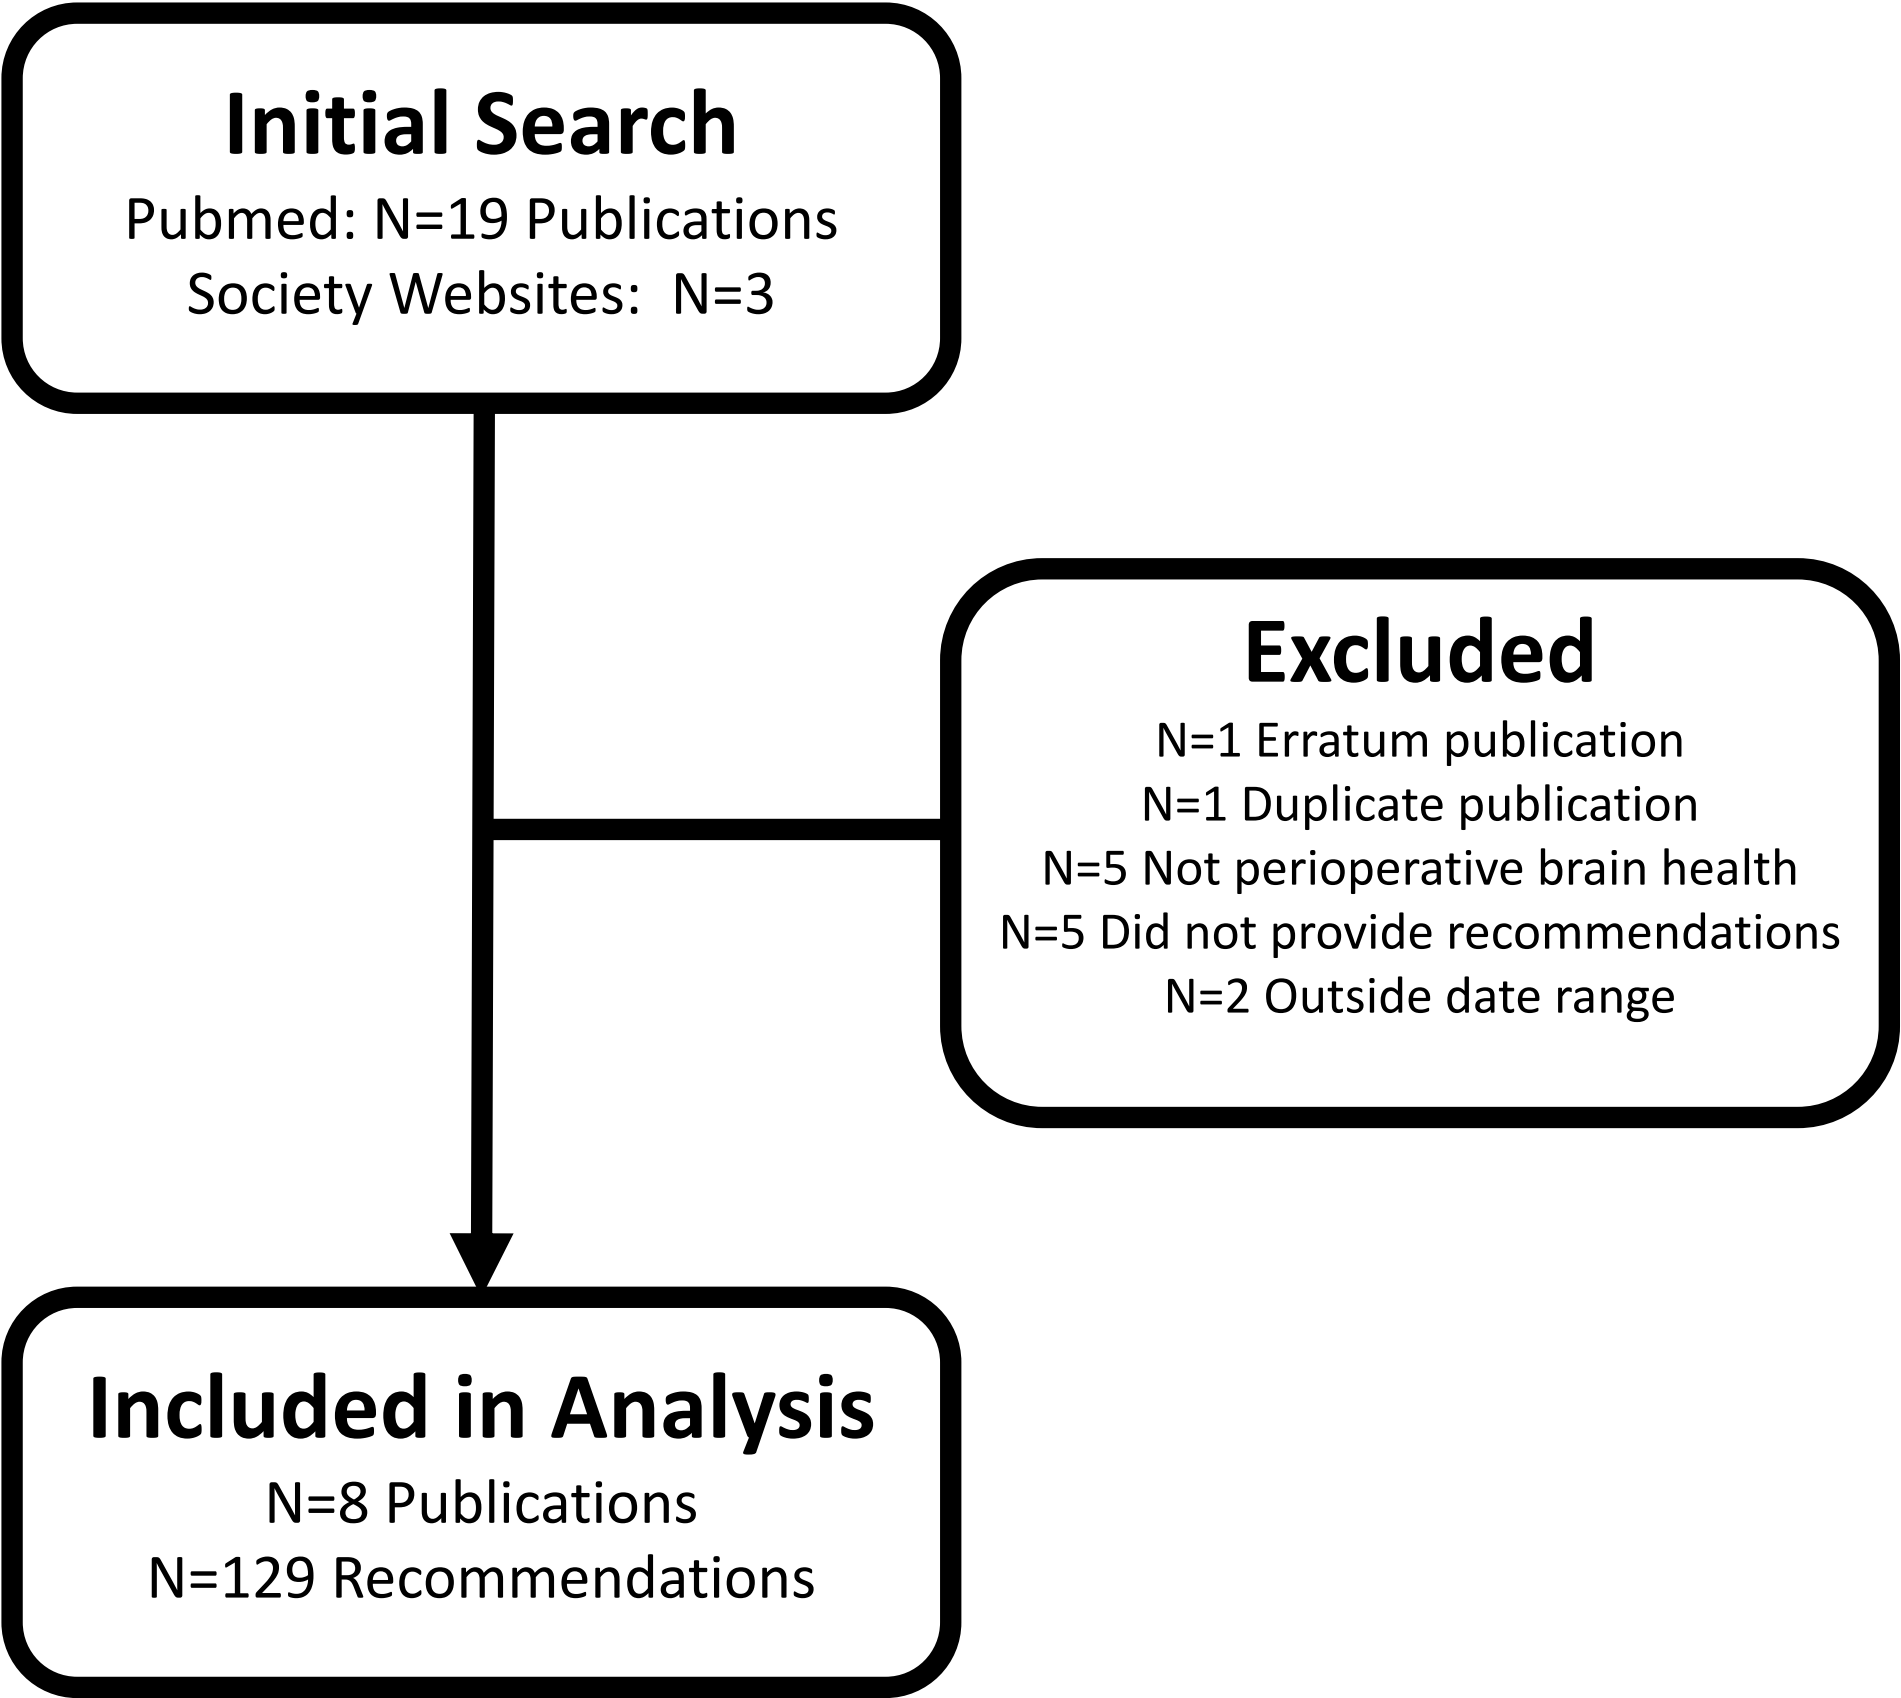 Initial Search
Pubmed: N=19 Publications
Society Websites:  N=3
Excluded
N=1 Erratum publication
N=1 Duplicate publication
N=5 Not perioperative brain health
N=5 Did not provide recommendations
N=2 Outside date range
Included in Analysis
N=8 Publications
N=129 Recommendations